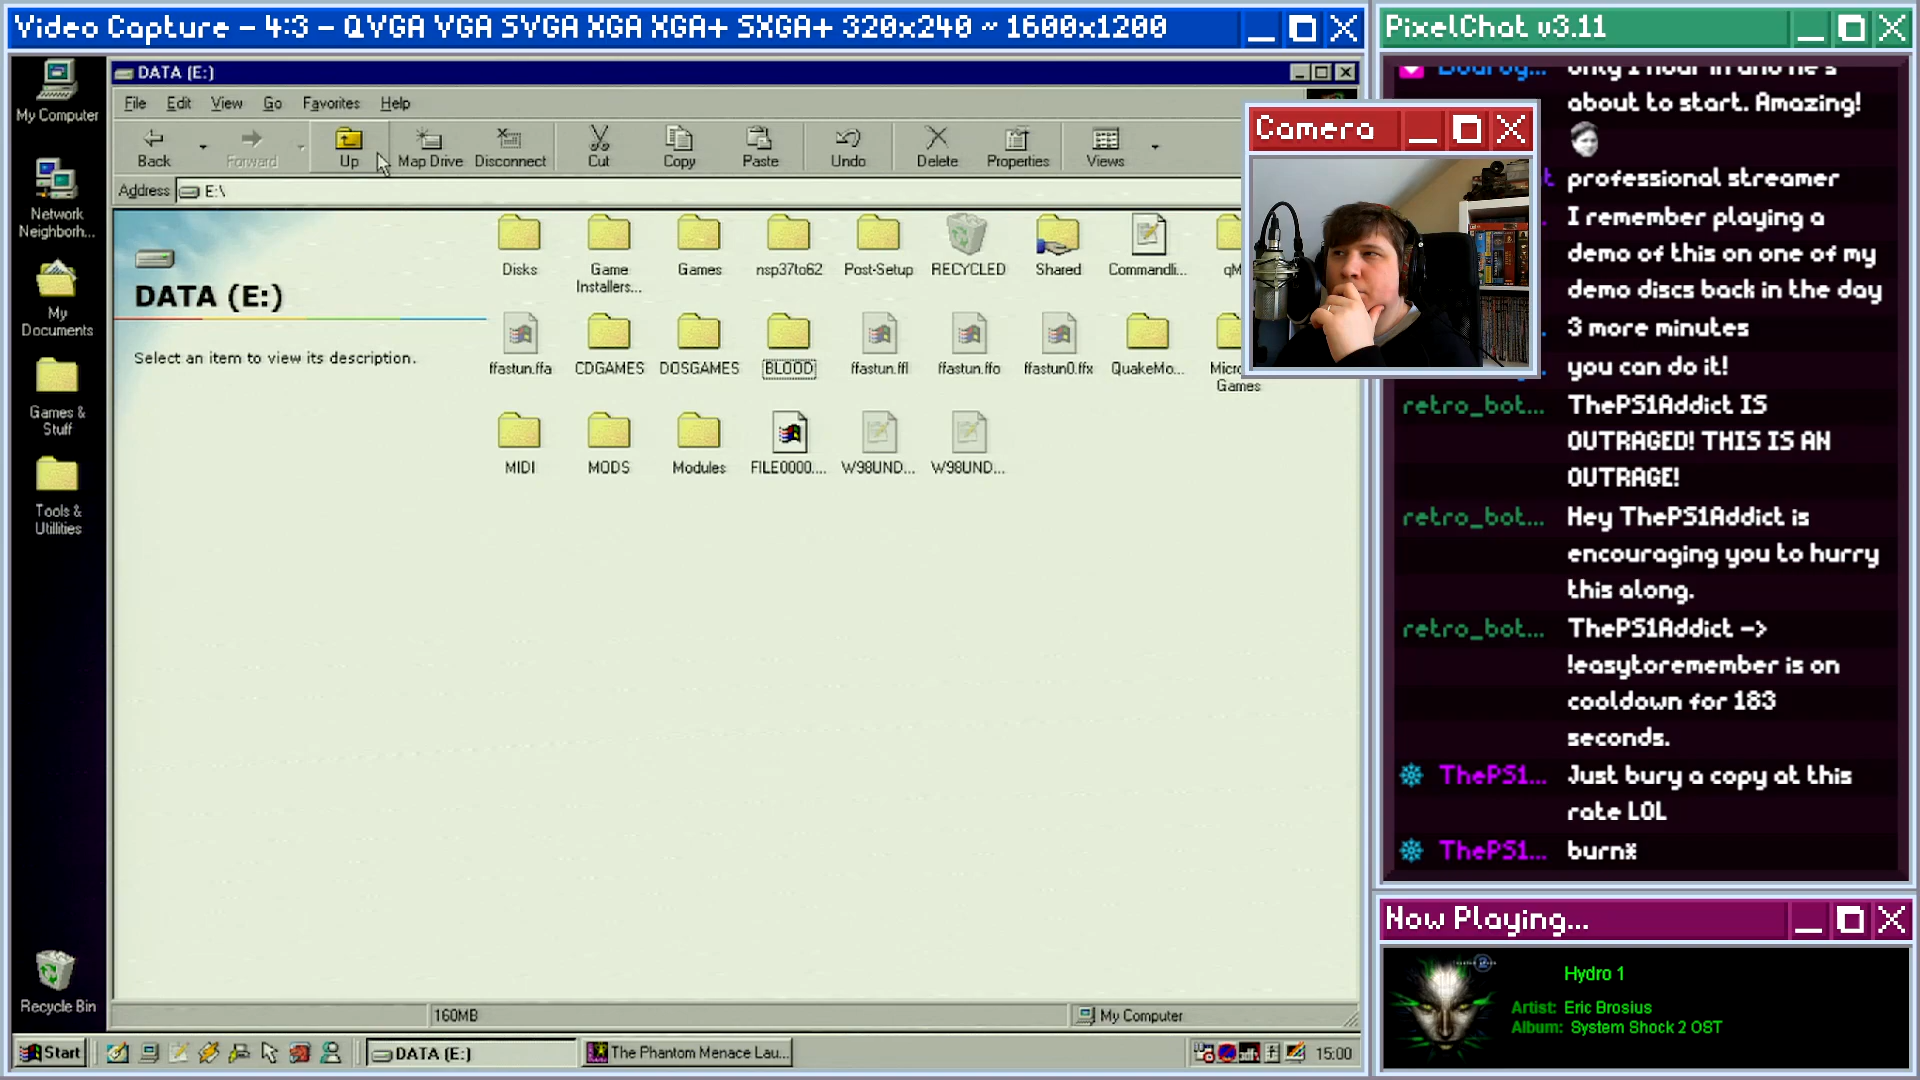 Video Capture - 4:3 - QVGA VGA SVGA XGA XGA+ SXGA+ 320x240 ~ 1600x1200
DATA (E:)
File Edit View Go Favorites Help
Back Forward Up Map Drive Disconnect Cut Copy Paste Undo Delete Properties Views
Address E:\
My Computer
Network
Neighborh...
My
Documents
Games &
Stuff
Tools &
Utillities
Recycle Bin
DATA (E:)
Select an item to view its description.
Disks
Game
Installers...
Games
nsp37to62
Post-Setup
RECYCLED
Shared
Commandli...
ffastun.ffa
CDGAMES
DOSGAMES
BLOOD
ffastun.ffl
ffastun.ffo
ffastun0.ffx
QuakeMo...
Games
MIDI
MODS
Modules
FILE0000....
W98UND...
W98UND...
160MB
My Computer
Start
DATA (E:)
The Phantom Menace Lau...
15:00
Camera
PixelChat v3.11
only 1 hour in and he's
about to start. Amazing!
professional streamer
I remember playing a
demo of this on one of my
demo discs back in the day
3 more minutes
you can do it!
retro_bot... ThePS1Addict IS
OUTRAGED! THIS IS AN
OUTRAGE!
retro_bot... Hey ThePS1Addict is
encouraging you to hurry
this along.
retro_bot... ThePS1Addict ->
!easytoremember is on
cooldown for 183
seconds.
ThePS1... Just bury a copy at this
rate LOL
ThePS1... burn*
Now Playing...
Hydro 1
Artist: Eric Brosius
Album: System Shock 2 OST